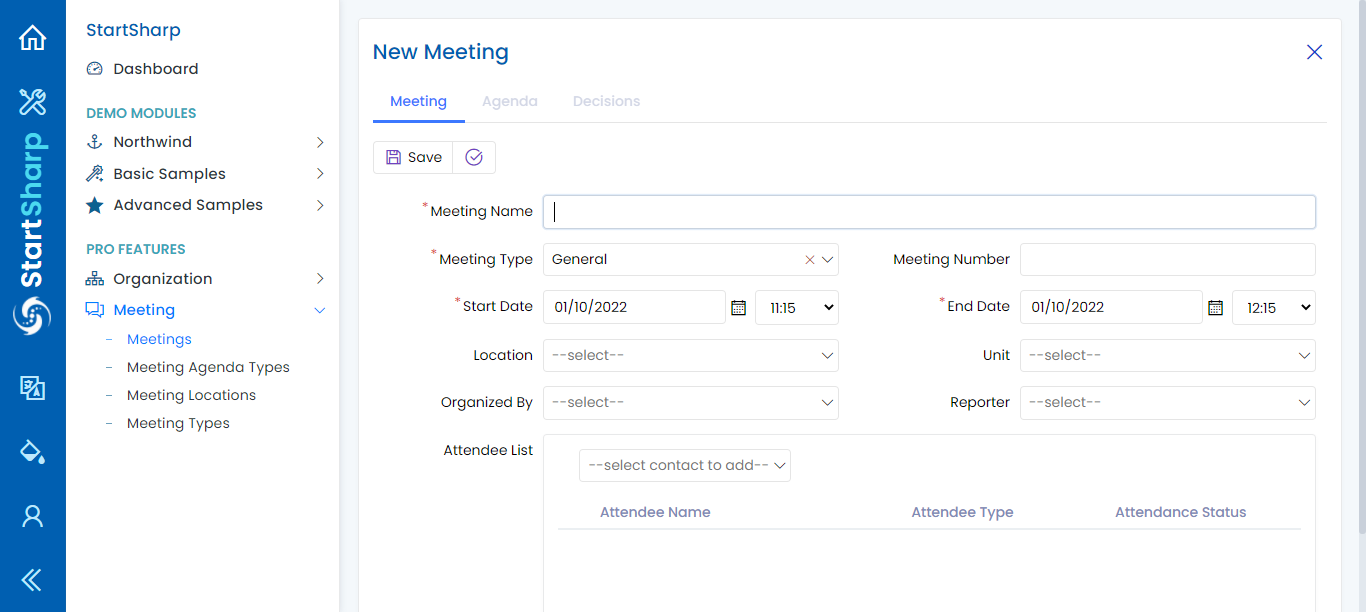 StartSharp
StartSharp
Dashboard
DEMO MODULES
Northwind
Basic Samples
Advanced Samples
PRO FEATURES
Organization
Meeting
– Meetings
– Meeting Agenda Types
– Meeting Locations
– Meeting Types
New Meeting
Meeting Agenda Decisions
Save
*Meeting Name
*Meeting Type General
Meeting Number
*Start Date 01/10/2022 11:15
*End Date 01/10/2022 12:15
Location --select--
Unit --select--
Organized By --select--
Reporter --select--
Attendee List
--select contact to add--
Attendee Name Attendee Type Attendance Status